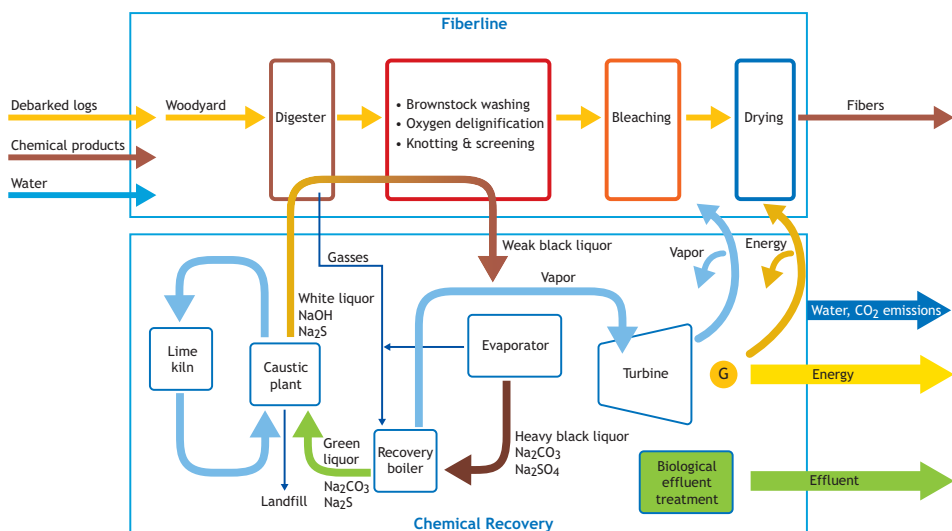 Fiberline
Debarked logs
Chemical products
Water
Woodyard
Digester
• Brownstock washing
• Oxygen delignification
• Knotting & screening
Bleaching
Drying
Fibers
Weak black liquor
Gasses
Vapor
Vapor
Energy
White liquor
NaOH
Na₂S
Lime
kiln
Caustic
plant
Evaporator
Turbine
G
Water, CO₂ emissions
Energy
Green
liquor
Na₂CO₃
Na₂S
Recovery
boiler
Heavy black liquor
Na₂CO₃
Na₂SO₄
Landfill
Biological
effluent
treatment
Effluent
Chemical Recovery